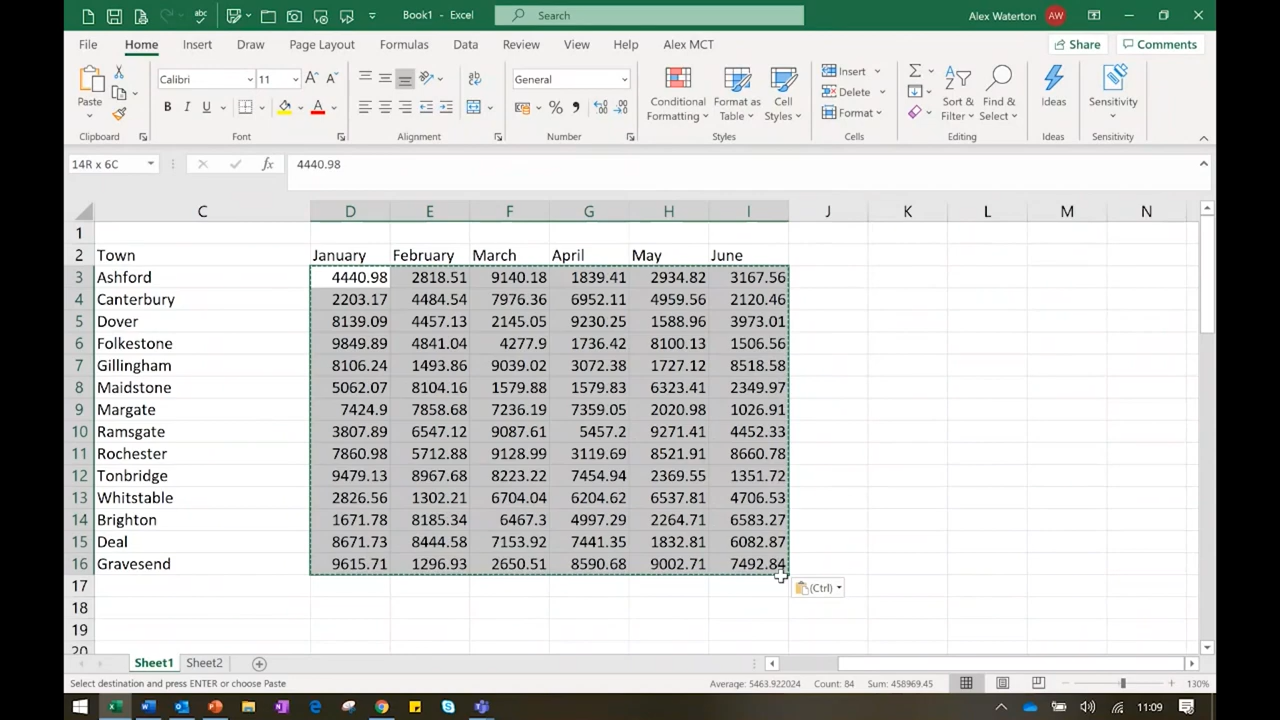 Book1 - Excel
Search
Alex Waterton
AW
File Home Insert Draw Page Layout Formulas Data Review View Help Alex MCT Share Comments
Paste
Calibri 11
B I U
General
Conditional Formatting
Format as Table
Cell Styles
Insert
Delete
Format
Sort & Filter
Find & Select
Ideas
Sensitivity
Clipboard Font Alignment Number Styles Cells Editing Ideas Sensitivity
14R x 6C fx 4440.98
C D E F G H I J K L M N
1
2 Town January February March April May June
3 Ashford 4440.98 2818.51 9140.18 1839.41 2934.82 3167.56
4 Canterbury 2203.17 4484.54 7976.36 6952.11 4959.56 2120.46
5 Dover 8139.09 4457.13 2145.05 9230.25 1588.96 3973.01
6 Folkestone 9849.89 4841.04 4277.9 1736.42 8100.13 1506.56
7 Gillingham 8106.24 1493.86 9039.02 3072.38 1727.12 8518.58
8 Maidstone 5062.07 8104.16 1579.88 1579.83 6323.41 2349.97
9 Margate 7424.9 7858.68 7236.19 7359.05 2020.98 1026.91
10 Ramsgate 3807.89 6547.12 9087.61 5457.2 9271.41 4452.33
11 Rochester 7860.98 5712.88 9128.99 3119.69 8521.91 8660.78
12 Tonbridge 9479.13 8967.68 8223.22 7454.94 2369.55 1351.72
13 Whitstable 2826.56 1302.21 6704.04 6204.62 6537.81 4706.53
14 Brighton 1671.78 8185.34 6467.3 4997.29 2264.71 6583.27
15 Deal 8671.73 8444.58 7153.92 7441.35 1832.81 6082.87
16 Gravesend 9615.71 1296.93 2650.51 8590.68 9002.71 7492.84
17 (Ctrl)
18
19
20
Sheet1 Sheet2
Select destination and press ENTER or choose Paste Average: 5463.922024 Count: 84 Sum: 458969.45 130%
11:09